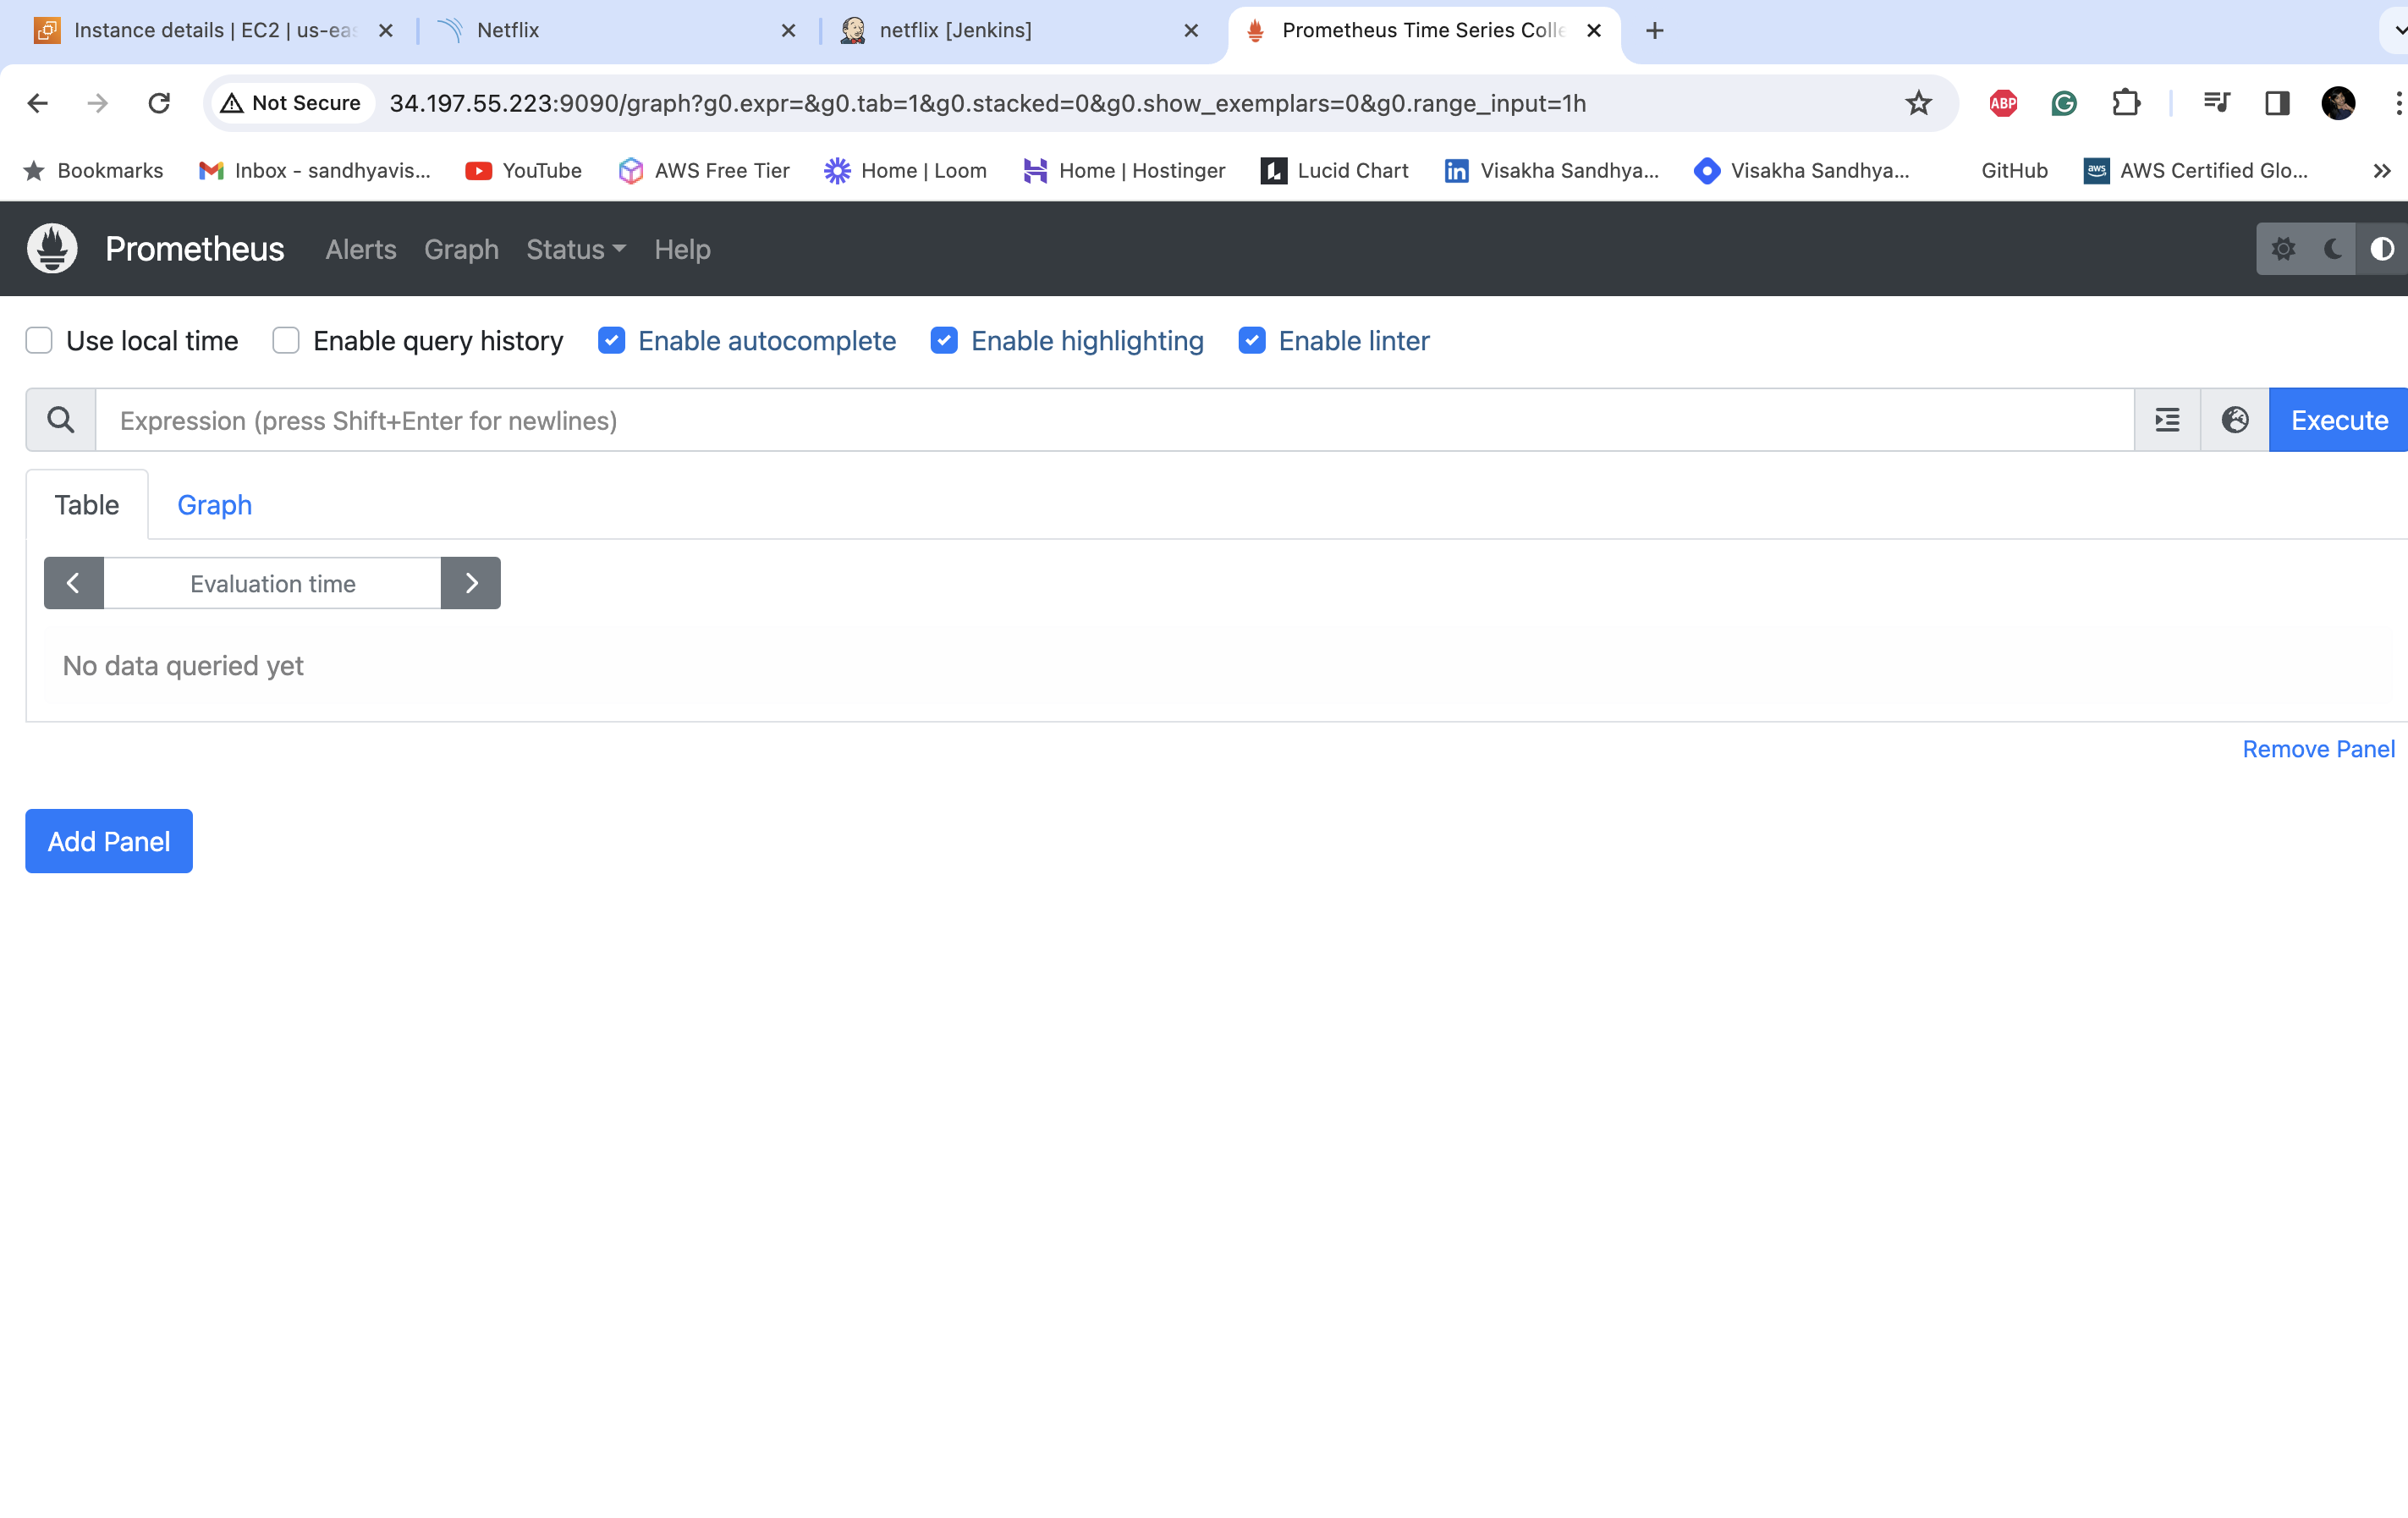 Instance details | EC2 | us-eas
Netflix
netflix [Jenkins]
Prometheus Time Series Colle
Not Secure
34.197.55.223:9090/graph?g0.expr=&g0.tab=1&g0.stacked=0&g0.show_exemplars=0&g0.range_input=1h
ABP
Bookmarks
Inbox - sandhyavis...
YouTube
AWS Free Tier
Home | Loom
Home | Hostinger
Lucid Chart
Visakha Sandhya...
Visakha Sandhya...
GitHub
aws
AWS Certified Glo...
Prometheus
Alerts
Graph
Status
Help
Use local time
Enable query history
Enable autocomplete
Enable highlighting
Enable linter
Expression (press Shift+Enter for newlines)
Execute
Table
Graph
Evaluation time
No data queried yet
Remove Panel
Add Panel